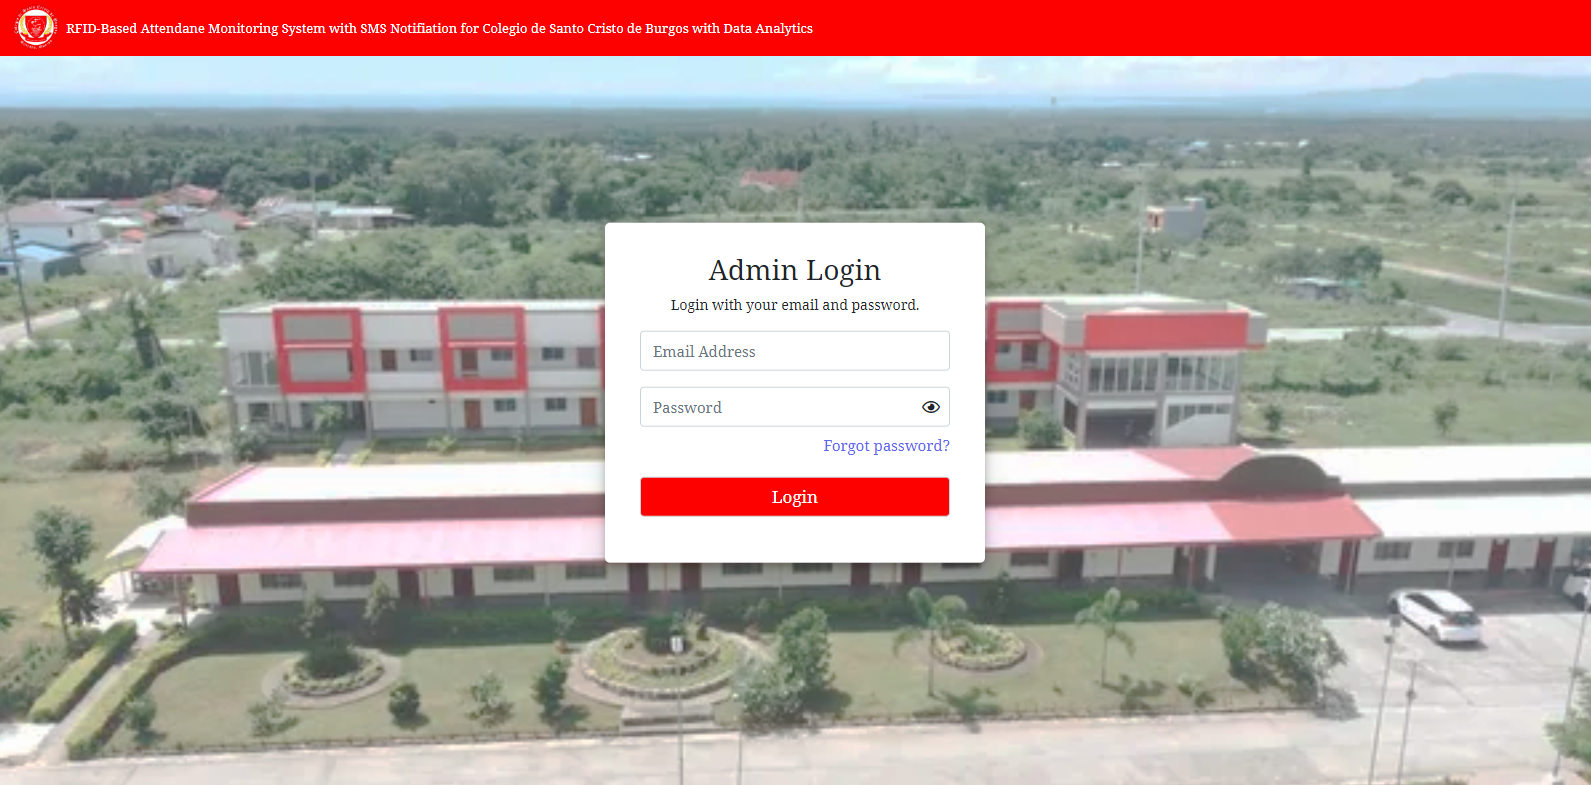 RFID-Based Attendane Monitoring System with SMS Notifiation for Colegio de Santo Cristo de Burgos with Data Analytics
Admin Login
Login with your email and password.
Email Address
Password
Forgot password?
Login